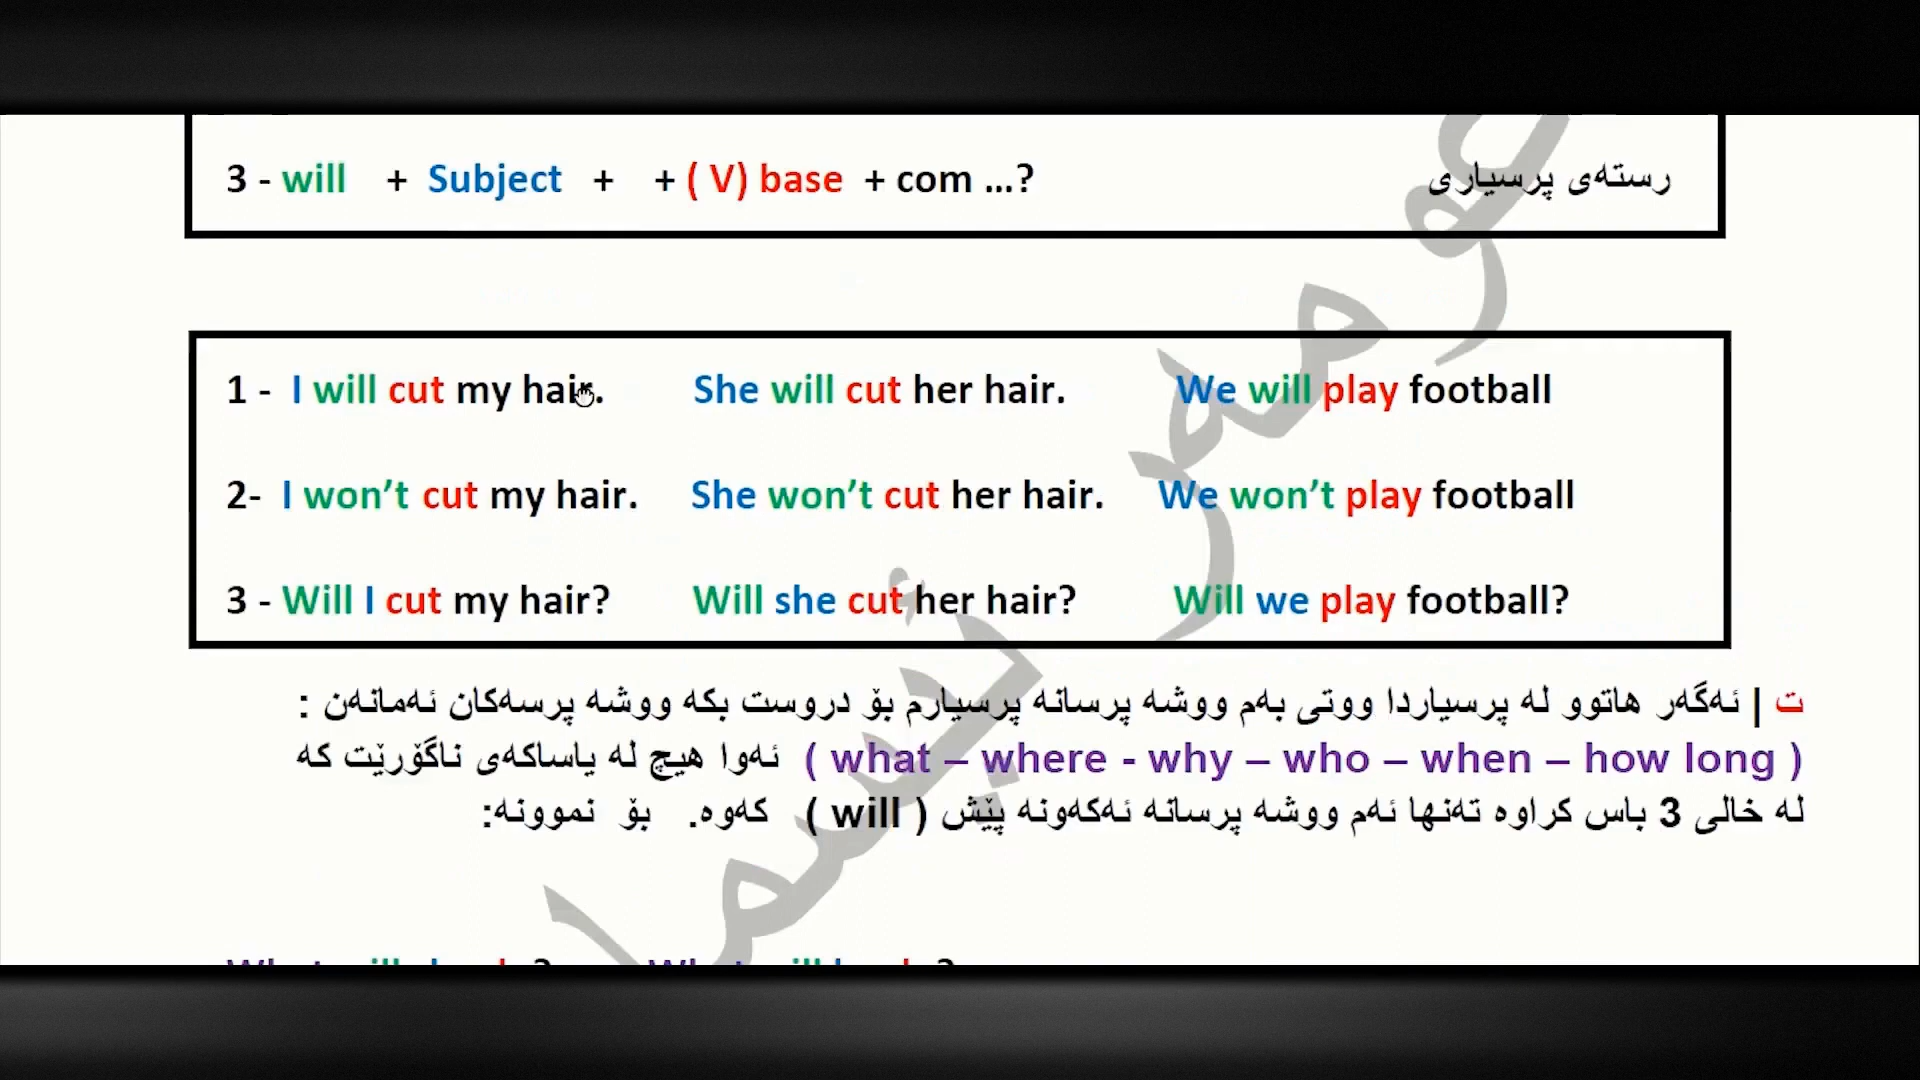 3 - will + Subject + + ( V) base + com ...? رستەی پرسیاری
1 - I will cut my hair. She will cut her hair. We will play football
2- I won’t cut my hair. She won’t cut her hair. We won’t play football
3 - Will I cut my hair? Will she cut her hair? Will we play football?
ت | ئەگەر هاتوو لە پرسیاردا ووتی بەم ووشە پرسانە پرسیارم بۆ دروست بکە ووشە پرسەکان ئەمانەن :
( what – where - why – who – when – how long ) ئەوا هیچ لە یاساکەی ناگۆرێت کە
لە خالی 3 باس کراوە تەنها ئەم ووشە پرسانە ئەکەونە پێش ( will ) کەوە. بۆ نموونە:
عومەر